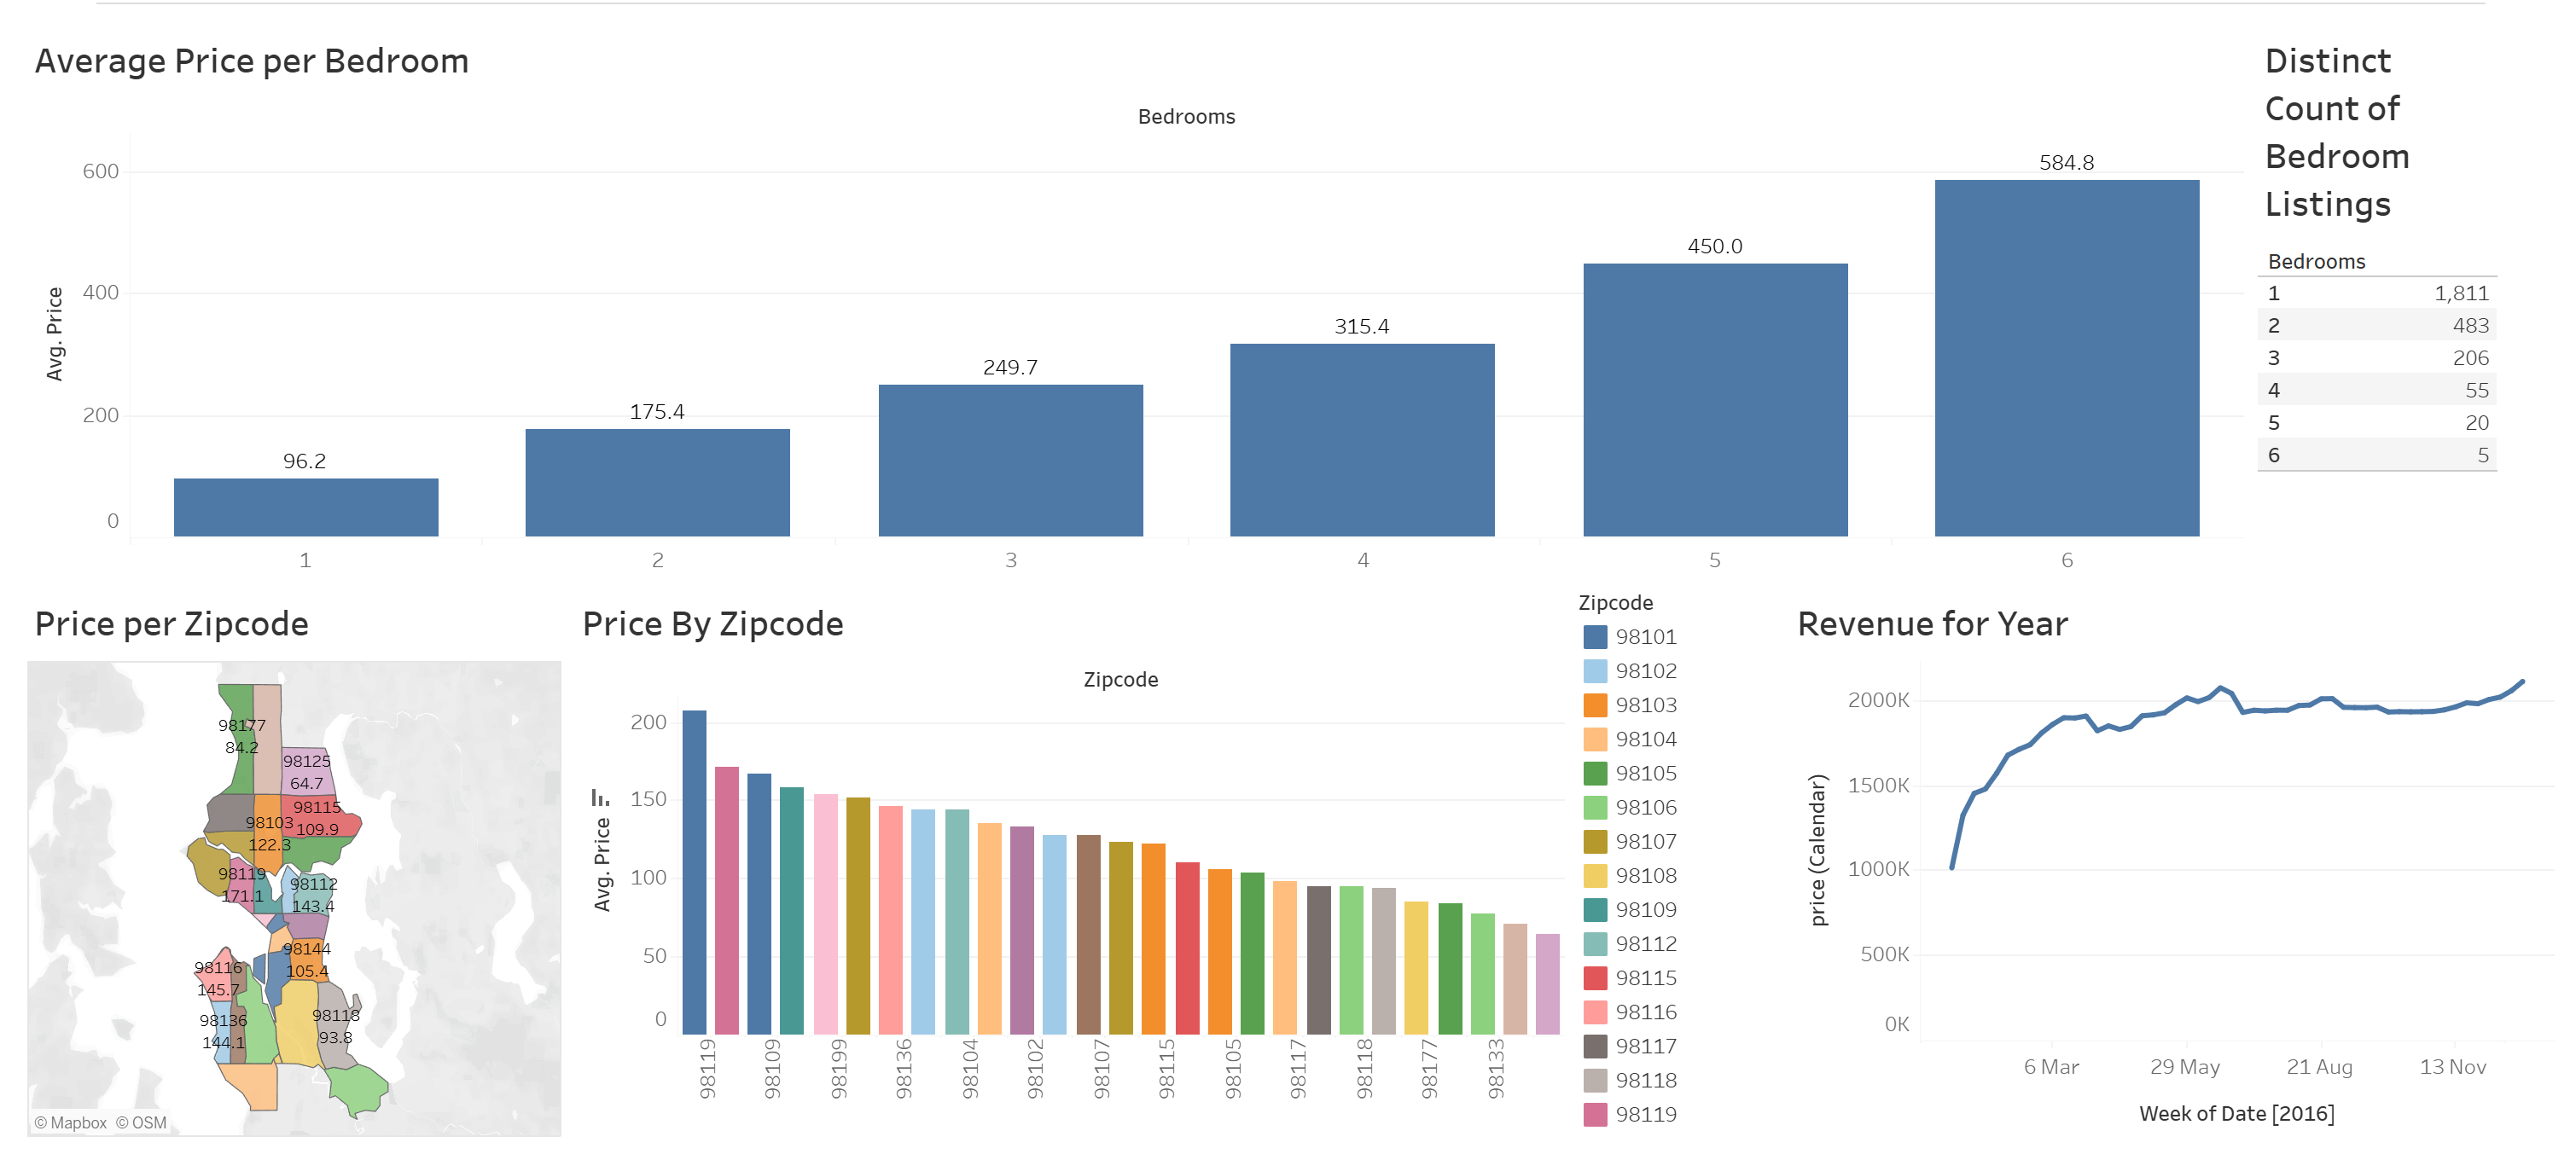 Average Price per Bedroom
Bedrooms
Avg. Price
600
400
200
0
96.2
175.4
249.7
315.4
450.0
584.8
1
2
3
4
5
6
Distinct
Count of
Bedroom
Listings
Bedrooms
1 1,811
2 483
3 206
4 55
5 20
6 5
Price per Zipcode
98177
84.2
98125
64.7
98115
109.9
98103
122.3
98119
171.1
98112
143.4
98144
105.4
98116
145.7
98136
144.1
98118
93.8
© Mapbox © OSM
Price By Zipcode
Zipcode
Avg. Price
200
150
100
50
0
98119
98109
98199
98136
98104
98102
98107
98115
98105
98117
98118
98177
98133
Zipcode
98101
98102
98103
98104
98105
98106
98107
98108
98109
98112
98115
98116
98117
98118
98119
Revenue for Year
price (Calendar)
2000K
1500K
1000K
500K
0K
6 Mar
29 May
21 Aug
13 Nov
Week of Date [2016]